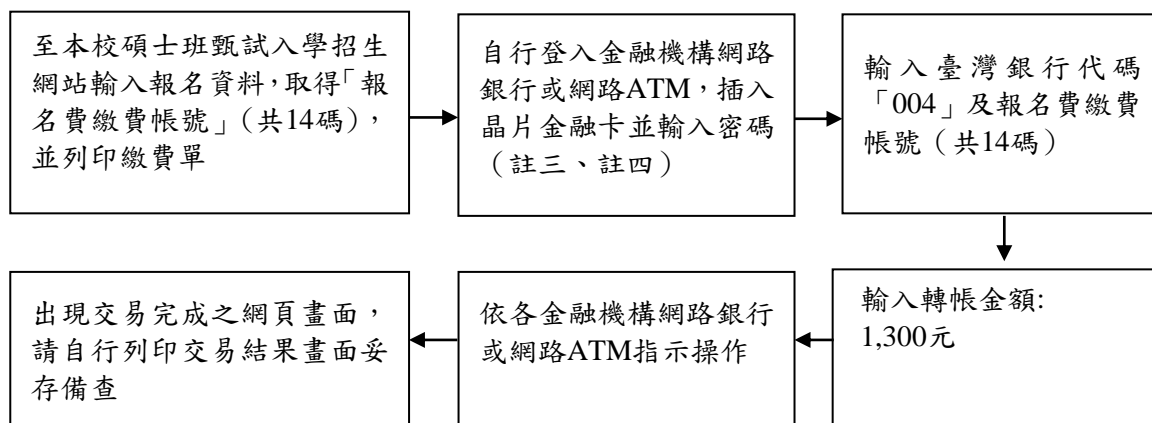 至本校碩士班甄試入學招生
網站輸入報名資料，取得「報
名費繳費帳號」（共14碼），
並列印繳費單
自行登入金融機構網路
銀行或網路ATM，插入
晶片金融卡並輸入密碼
（註三、註四）
輸入臺灣銀行代碼
「004」及報名費繳費
帳號（共14碼）
輸入轉帳金額:
1,300元
依各金融機構網路銀行
或網路ATM指示操作
出現交易完成之網頁畫面，
請自行列印交易結果畫面妥
存備查